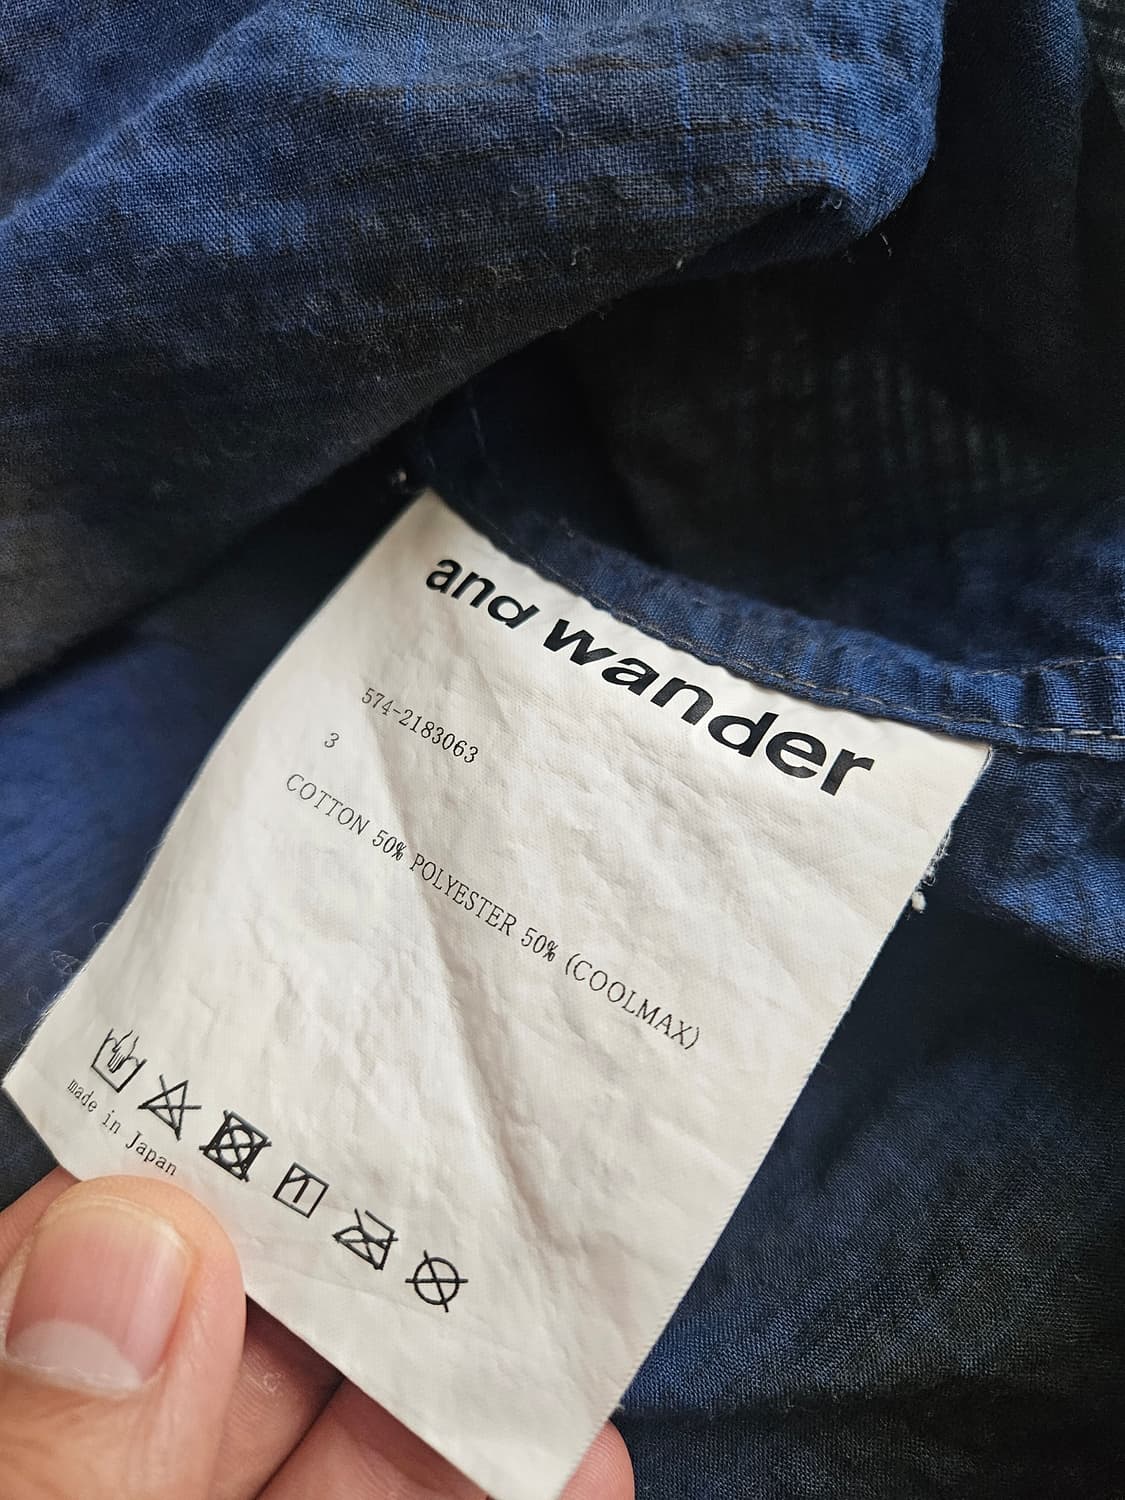 and wander
574-2183063
3
COTTON 50% POLYESTER 50% (COOLMAX)
made in Japan